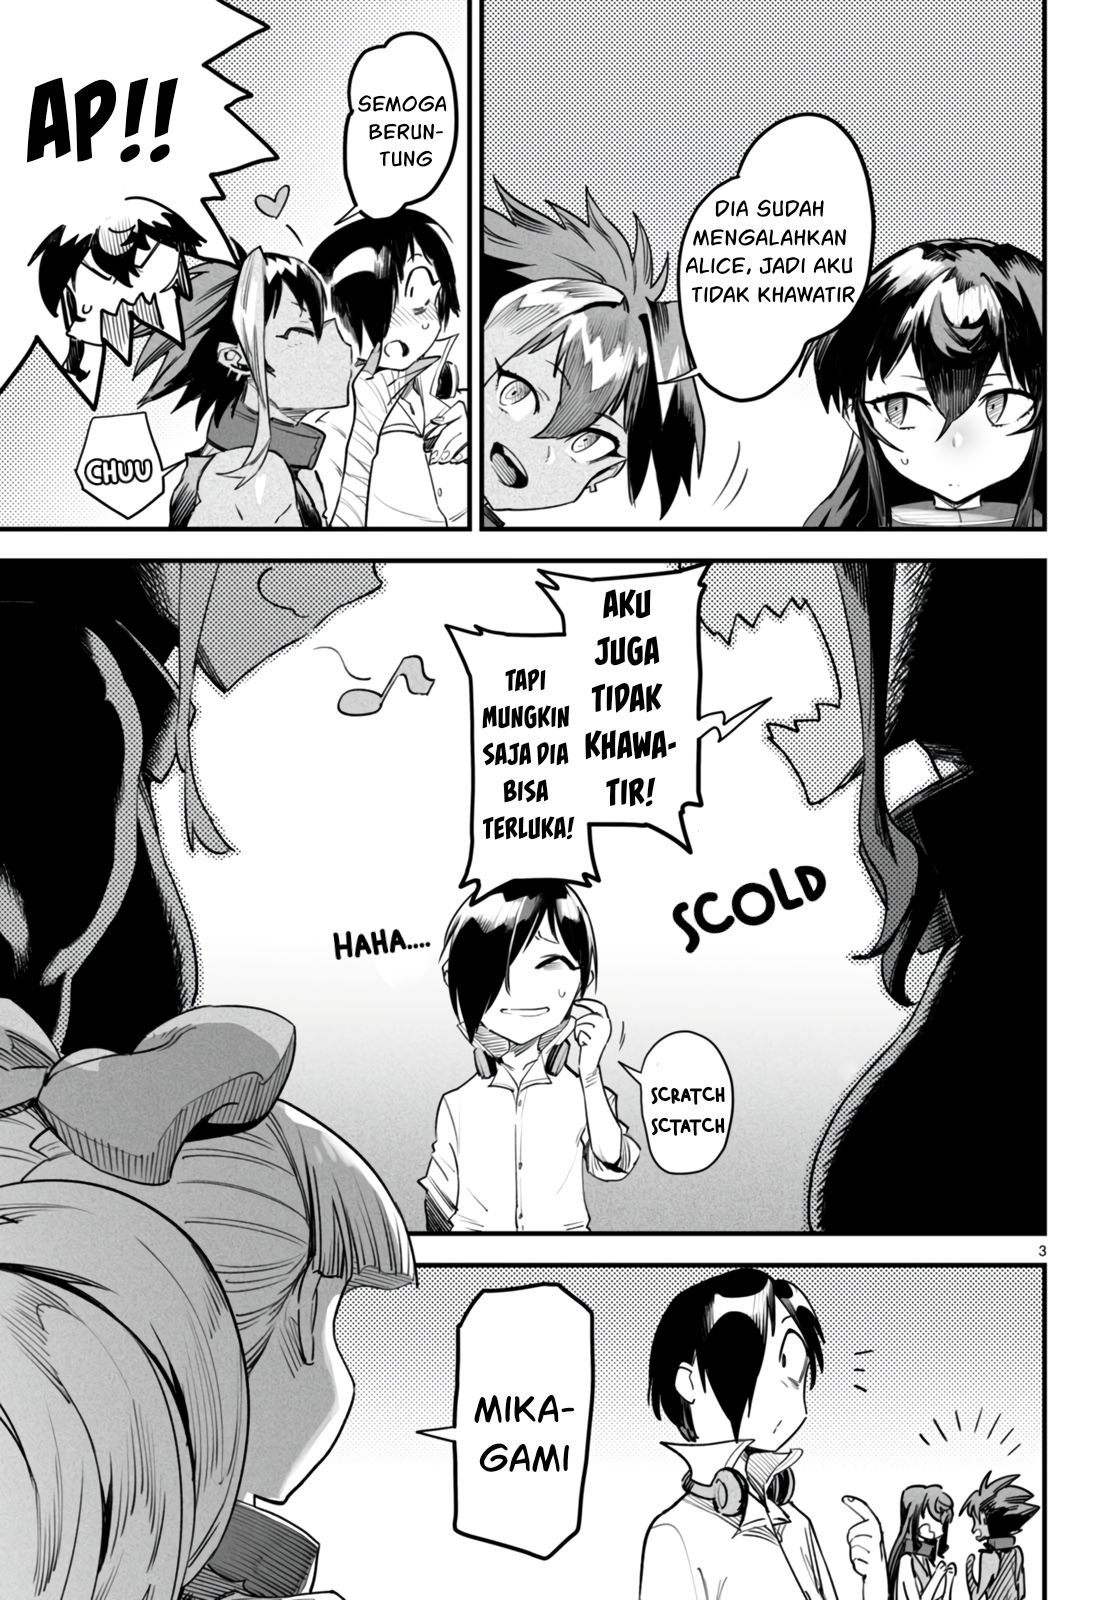 DIA SUDAH
MENGALAHKAN
ALICE, JADI AKU
TIDAK KHAWATIR
SEMOGA
BERUN-
TUNG
AP!!
CHUU
AKU
JUGA
TIDAK
KHAWA-
TIR!
TAPI
MUNGKIN
SAJA DIA
BISA
TERLUKA!
SCOLD
HAHA....
SCRATCH
SCTATCH
3
MIKA-
GAMI